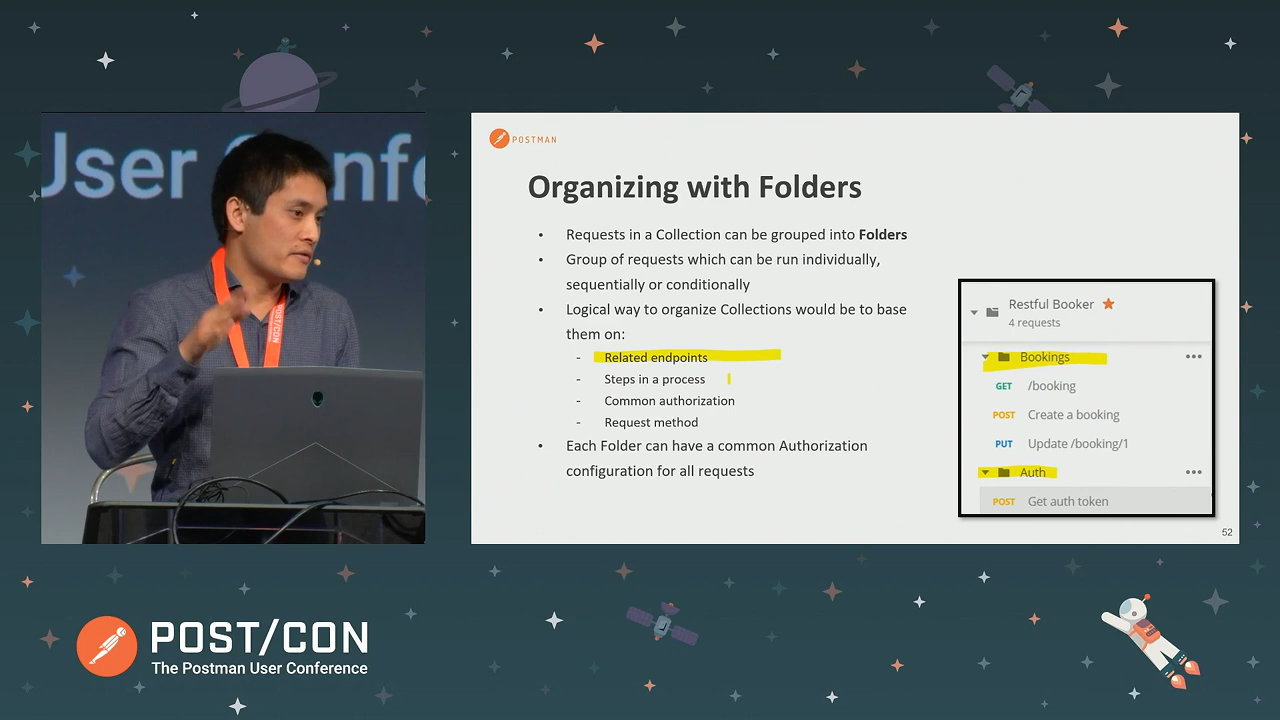 User Conf
POST/CON
POSTMAN
Organizing with Folders
• Requests in a Collection can be grouped into Folders
• Group of requests which can be run individually,
sequentially or conditionally
• Logical way to organize Collections would be to base
them on:
- Related endpoints
- Steps in a process
- Common authorization
- Request method
• Each Folder can have a common Authorization
configuration for all requests
Restful Booker
4 requests
Bookings
GET /booking
POST Create a booking
PUT Update /booking/1
Auth
POST Get auth token
52
POST/CON
The Postman User Conference